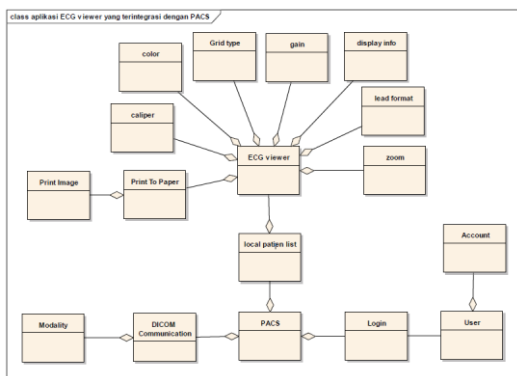 class aplikasi ECG viewer yang terintegrasi dengan PACS
color
Grid type
gain
display info
lead format
caliper
ECG viewer
zoom
Print Image
Print To Paper
local patien list
Account
Modality
DICOM
Communication
PACS
Login
User